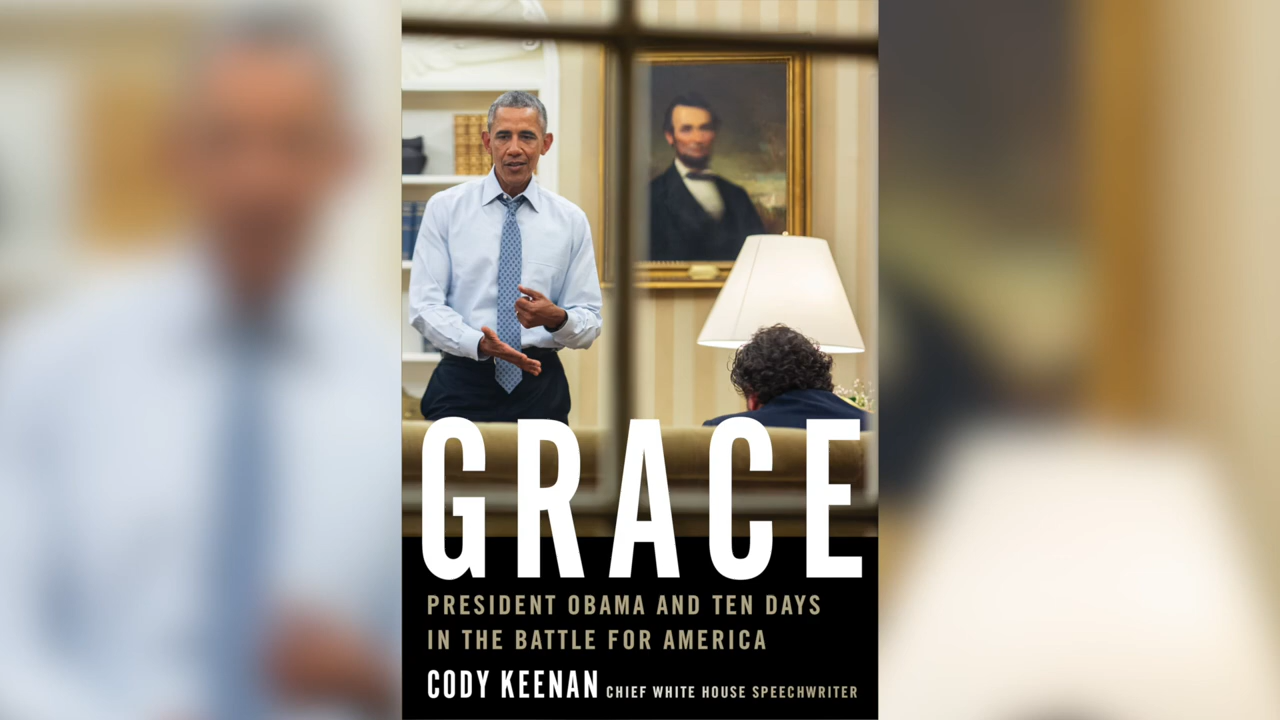 GRACE
PRESIDENT OBAMA AND TEN DAYS
IN THE BATTLE FOR AMERICA
CODY KEENAN CHIEF WHITE HOUSE SPEECHWRITER